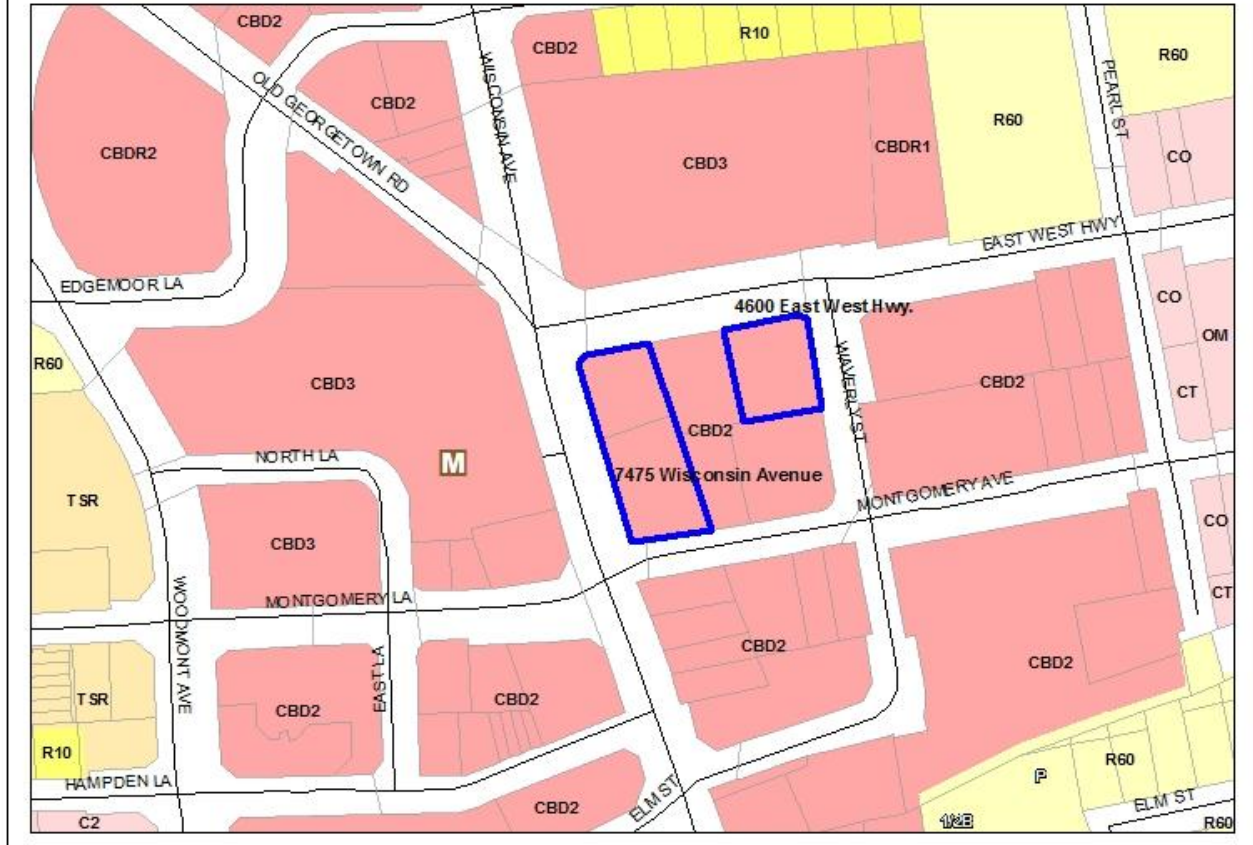 CBD2
WISCONSIN AVE
CBD2
R10
R60
PEARL ST
OLD GEORGETOWN RD
CBD2
CBDR2
CBD3
CBDR1
R60
CO
EAST WEST HWY
EDGEMOOR LA
CO
4600 East West Hwy.
OM
R60
WAVERLY ST
CBD3
CBD2
CT
CBD2
NORTH LA
M
7475 Wisconsin Avenue
MONTGOMERY AVE
TSR
CO
CBD3
WOODMONT AVE
MONTGOMERY LA
CT
EAST LA
CBD2
CBD2
TSR
CBD2
CBD2
R10
R60
P
HAMPDEN LA
ELM ST
CBD2
ELM ST
C2
R60